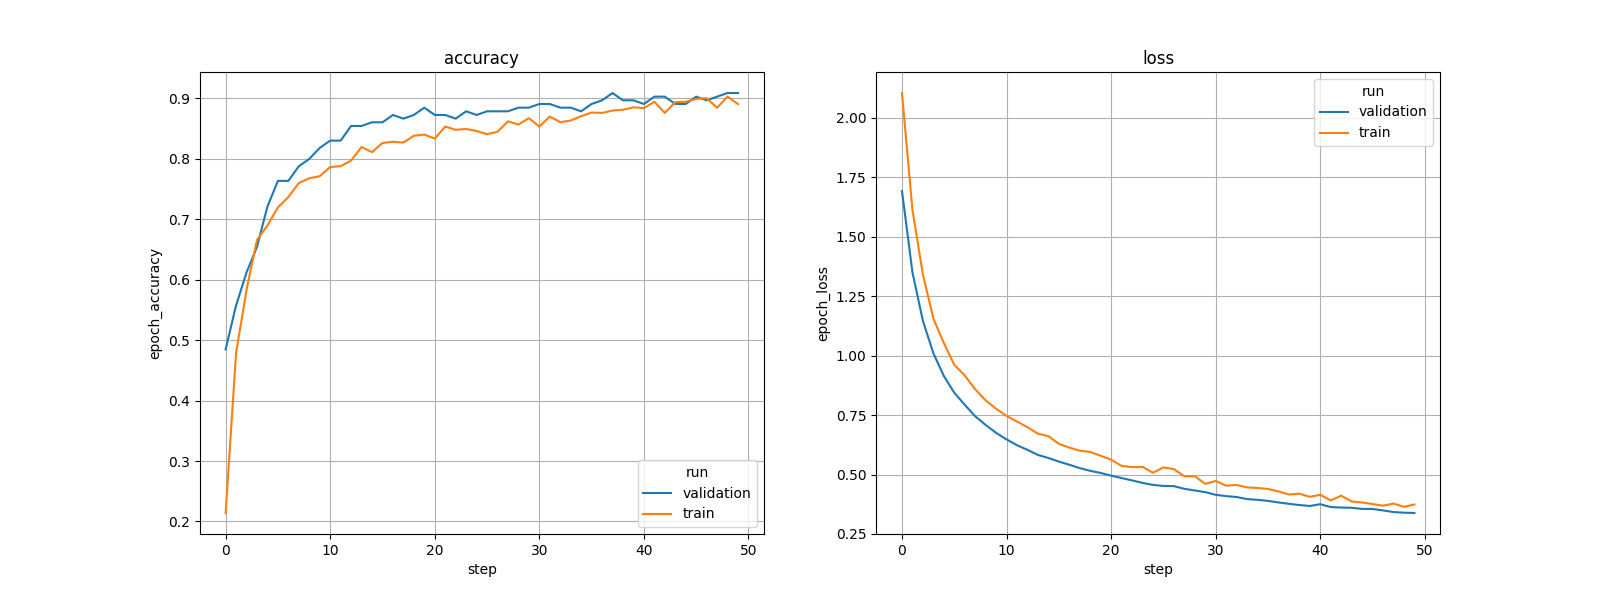 accuracy
epoch_accuracy
0.9
0.8
0.7
0.6
0.5
0.4
0.3
0.2
0 10 20 30 40 50
step
run
validation
train
loss
epoch_loss
2.00
1.75
1.50
1.25
1.00
0.75
0.50
0.25
0 10 20 30 40 50
step
run
validation
train